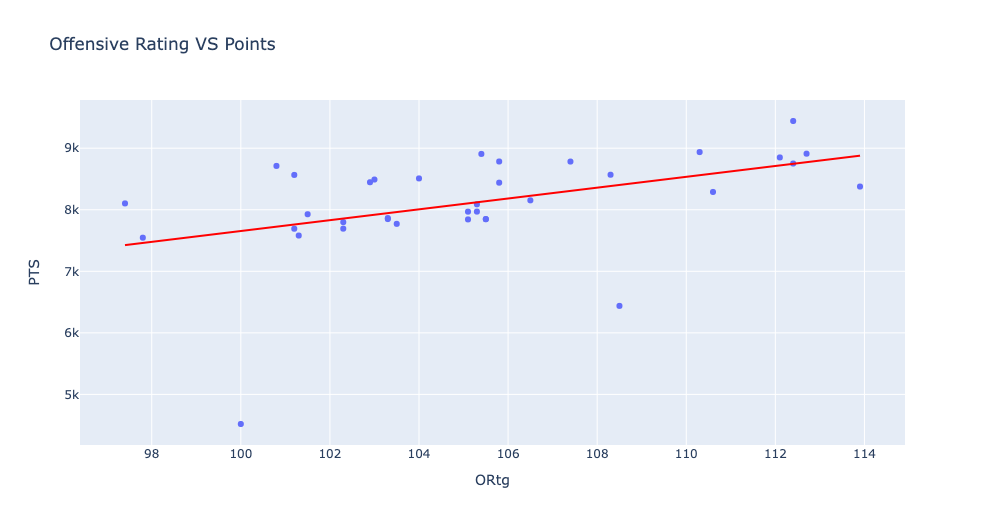 Offensive Rating VS Points
9k
8k
7k
6k
5k
PTS
98 100 102 104 106 108 110 112 114
ORtg